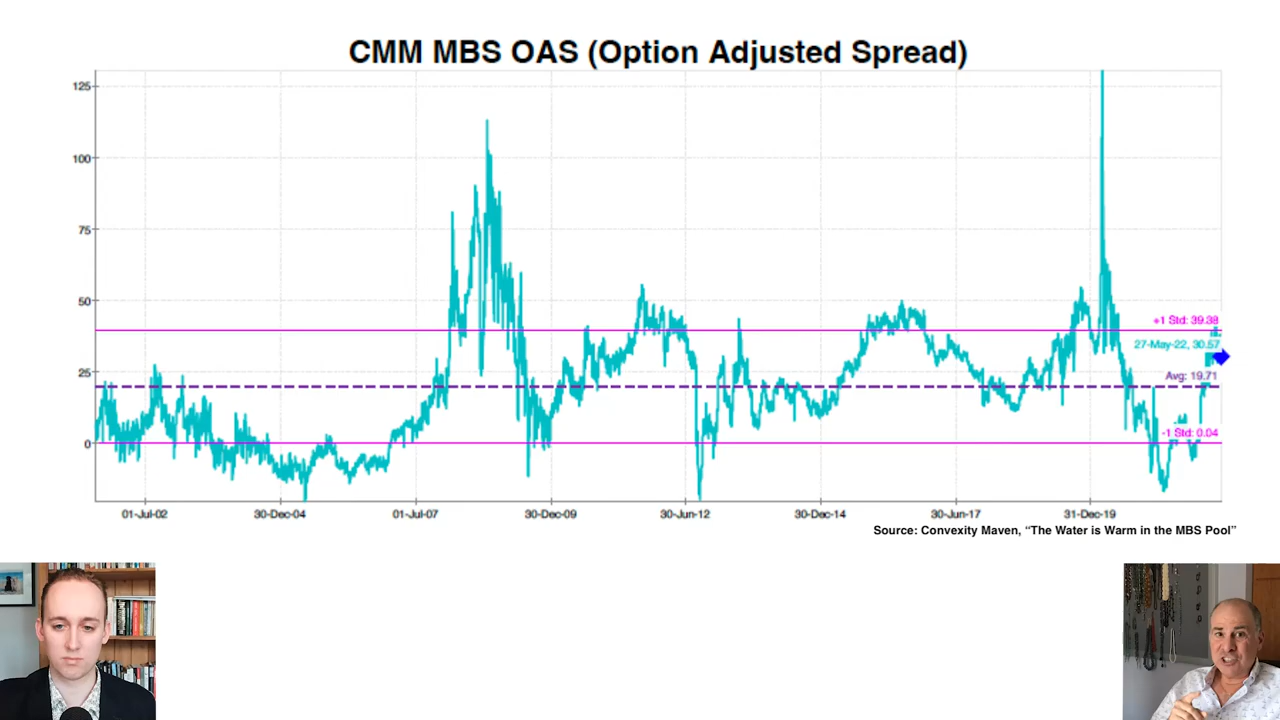 CMM MBS OAS (Option Adjusted Spread)
125
100
75
50
25
0
+1 Std: 39.38
27-May-22, 30.57
Avg: 19.71
-1 Std: 0.04
01-Jul-02
30-Dec-04
01-Jul-07
30-Dec-09
30-Jun-12
30-Dec-14
30-Jun-17
31-Dec-19
Source: Convexity Maven, “The Water is Warm in the MBS Pool”